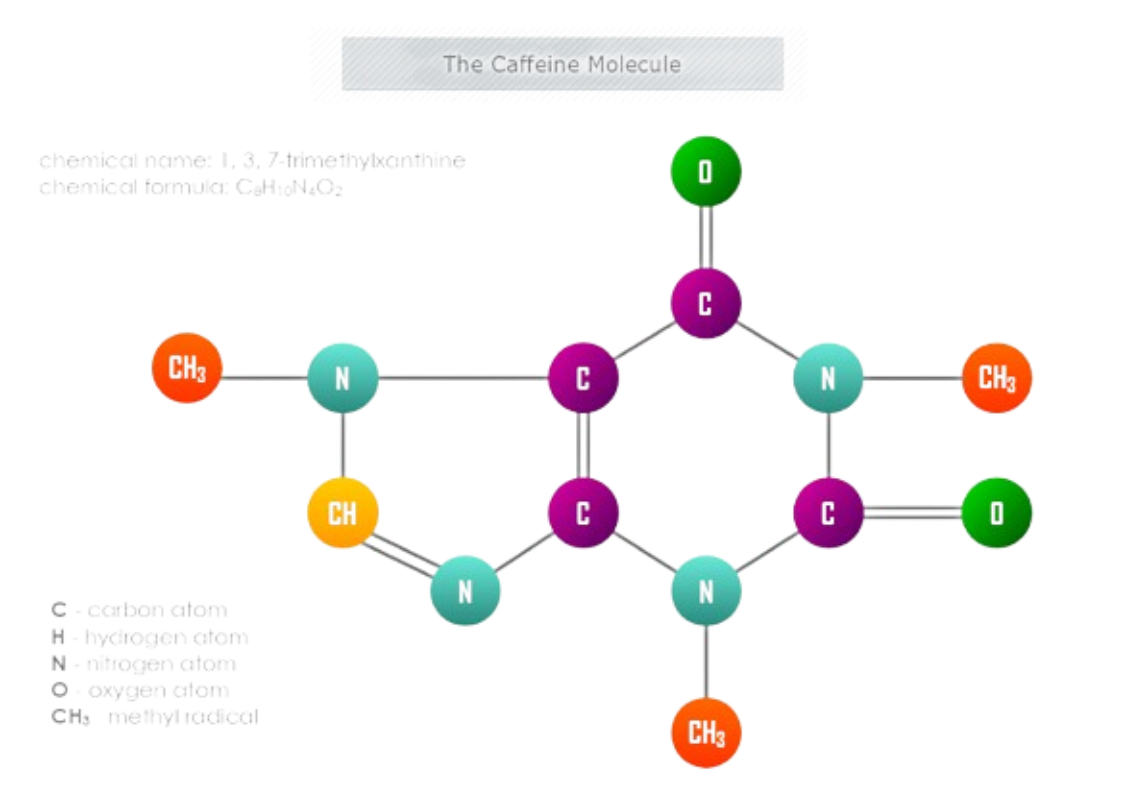 The Caffeine Molecule
chemical name: 1, 3, 7-trimethylxanthine
chemical formula: C₈H₁₀N₄O₂
O
C
CH₃ N C N CH₃
CH C C O
N N
CH₃
C - carbon atom
H - hydrogen atom
N - nitrogen atom
O - oxygen atom
CH₃ methyl radical